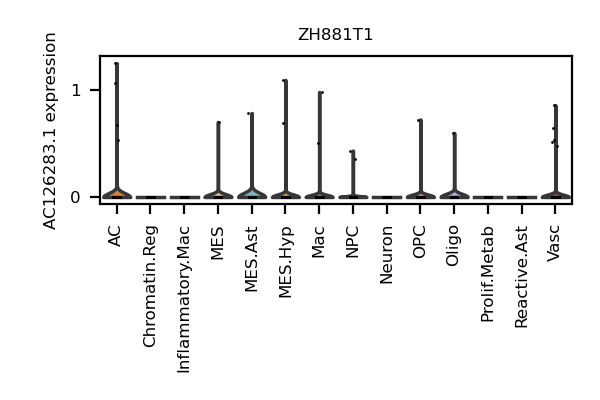 ZH881T1
AC126283.1 expression
1
0
AC
Chromatin.Reg
Inflammatory.Mac
MES
MES.Ast
MES.Hyp
Mac
NPC
Neuron
OPC
Oligo
Prolif.Metab
Reactive.Ast
Vasc